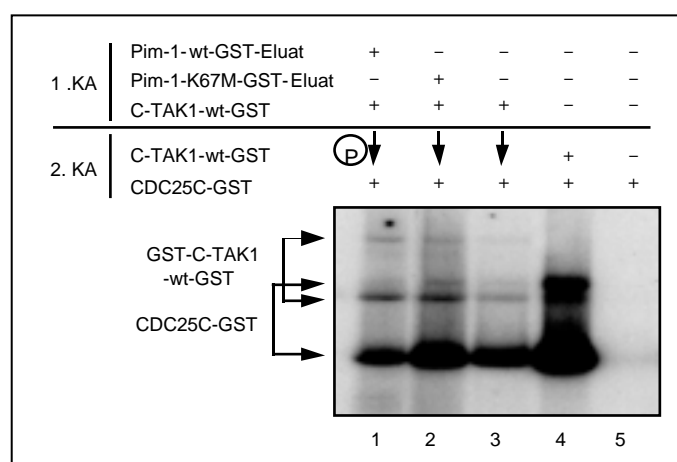 1 .KA
Pim-1-wt-GST-Eluat + – – – –
Pim-1-K67M-GST-Eluat – + – – –
C-TAK1-wt-GST + + + – –
2. KA
C-TAK1-wt-GST P + –
CDC25C-GST + + + + +
GST-C-TAK1
-wt-GST
CDC25C-GST
1 2 3 4 5